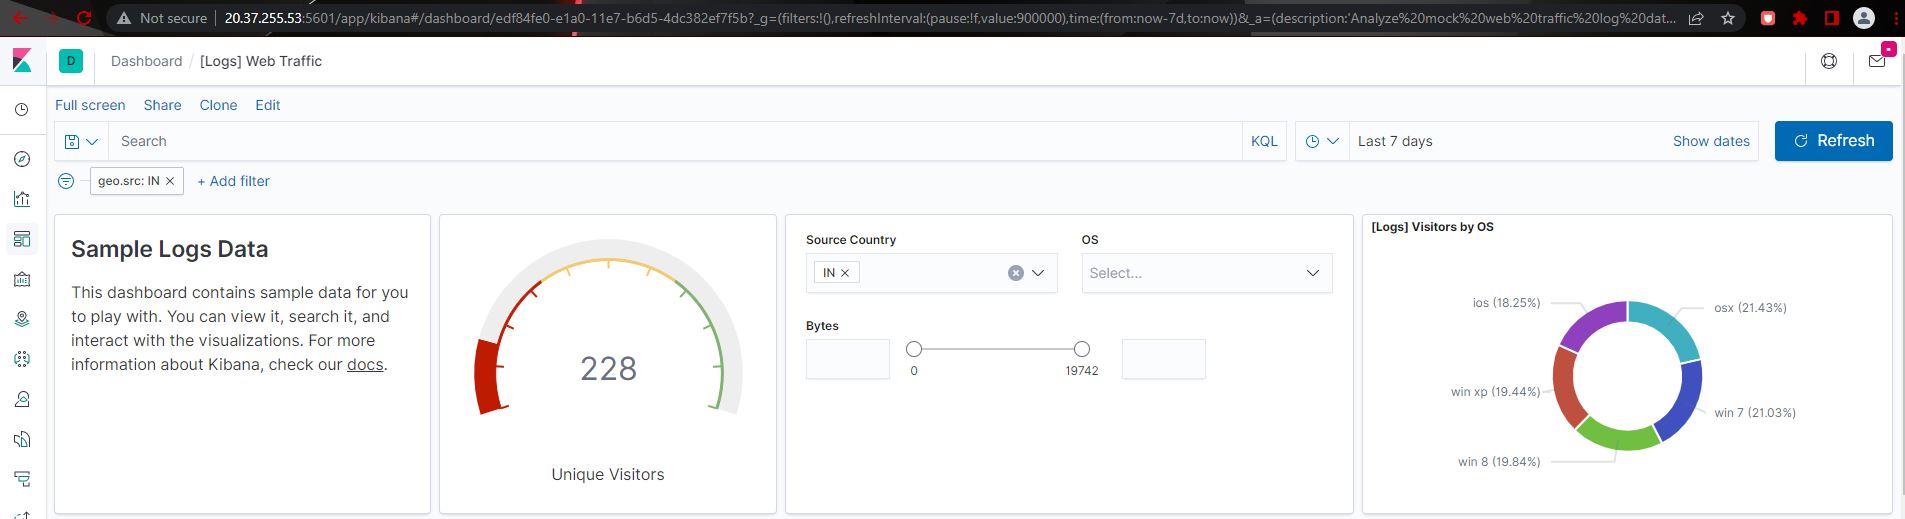 Not secure 20.37.255.53:5601/app/kibana#/dashboard/edf84fe0-e1a0-11e7-b6d5-4dc382ef7f5b?_g=(filters:!(),refreshInterval:(pause:!f,value:900000),time:(from:now-7d,to:now))&_a=(description:'Analyze%20mock%20web%20traffic%20log%20dat...
D Dashboard / [Logs] Web Traffic
Full screen Share Clone Edit
Search KQL Last 7 days Show dates Refresh
geo.src: IN × + Add filter
Sample Logs Data
This dashboard contains sample data for you
to play with. You can view it, search it, and
interact with the visualizations. For more
information about Kibana, check our docs.
228
Unique Visitors
Source Country
IN ×
OS
Select...
Bytes
0 19742
[Logs] Visitors by OS
ios (18.25%)
osx (21.43%)
win xp (19.44%)
win 7 (21.03%)
win 8 (19.84%)